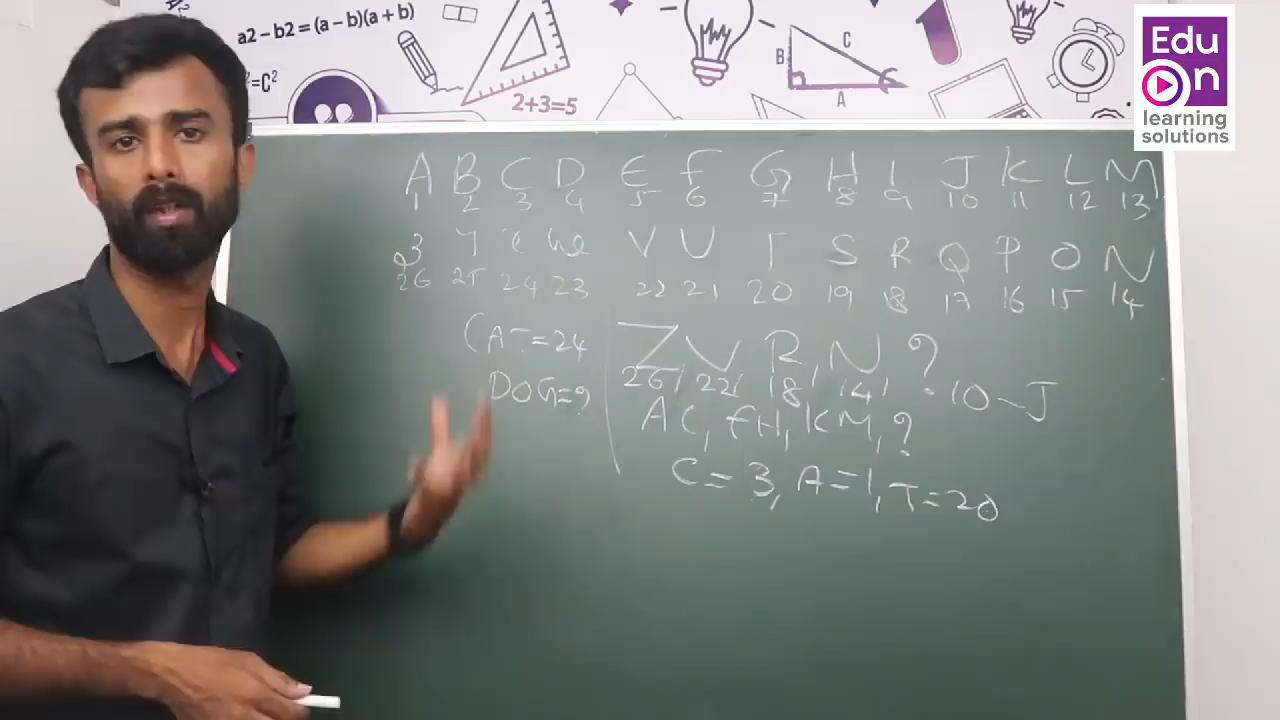 a2 – b2 = (a – b)(a + b)
=C²
2+3=5
B
C
A
Edu
On
learning
solutions
A B C D E F G H I J K L M
1 2 3 4 5 6 7 8 9 10 11 12 13
Z Y X W V U T S R Q P O N
26 25 24 23 22 21 20 19 18 17 16 15 14
CAT=24
DOG=?
Z, V, R, N ?
26, 22, 18, 14, 10 - J
AC, FH, KM, ?
C=3, A=1, T=20